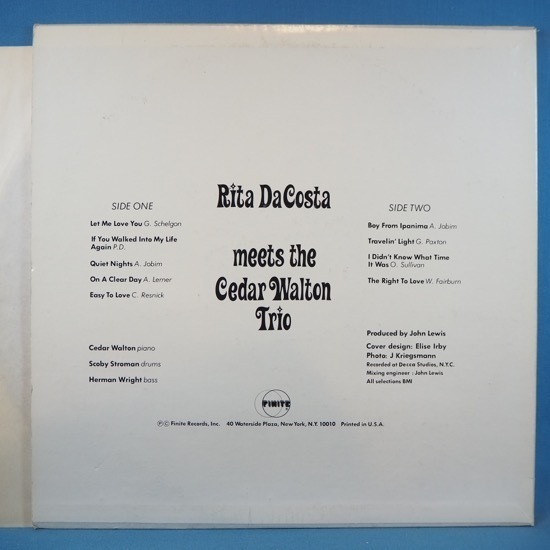 Rita DaCosta
meets the
Cedar Walton
Trio
SIDE ONE
Let Me Love You G. Schelgon
If You Walked Into My Life
Again P.D.
Quiet Nights A. Jobim
On A Clear Day A. Lerner
Easy To Love C. Resnick
Cedar Walton piano
Scoby Stroman drums
Herman Wright bass
SIDE TWO
Boy From Ipanima A. Jobim
Travelin' Light G. Paxton
I Didn't Know What Time
It Was O. Sullivan
The Right To Love W. Fairburn
Produced by John Lewis
Cover design: Elise Irby
Photo: J Kriegsmann
Recorded at Decca Studios, N.Y.C.
Mixing engineer : John Lewis
All selections BMI
FINITE
Ⓟ© Finite Records, Inc. 40 Waterside Plaza, New York, N.Y. 10010 Printed in U.S.A.